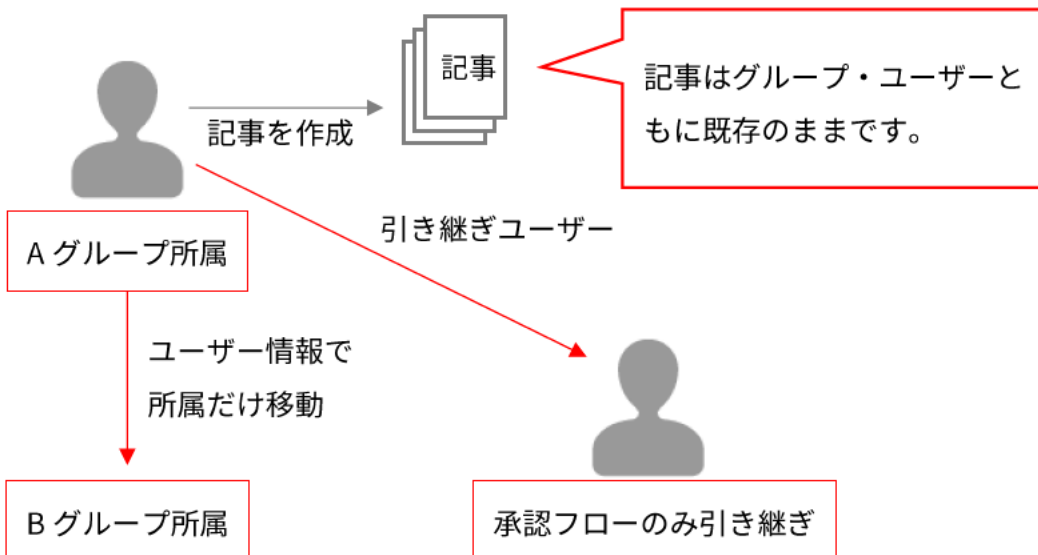 記事
記事はグループ・ユーザーと
もに既存のままです。
記事を作成
引き継ぎユーザー
A グループ所属
ユーザー情報で
所属だけ移動
B グループ所属
承認フローのみ引き継ぎ